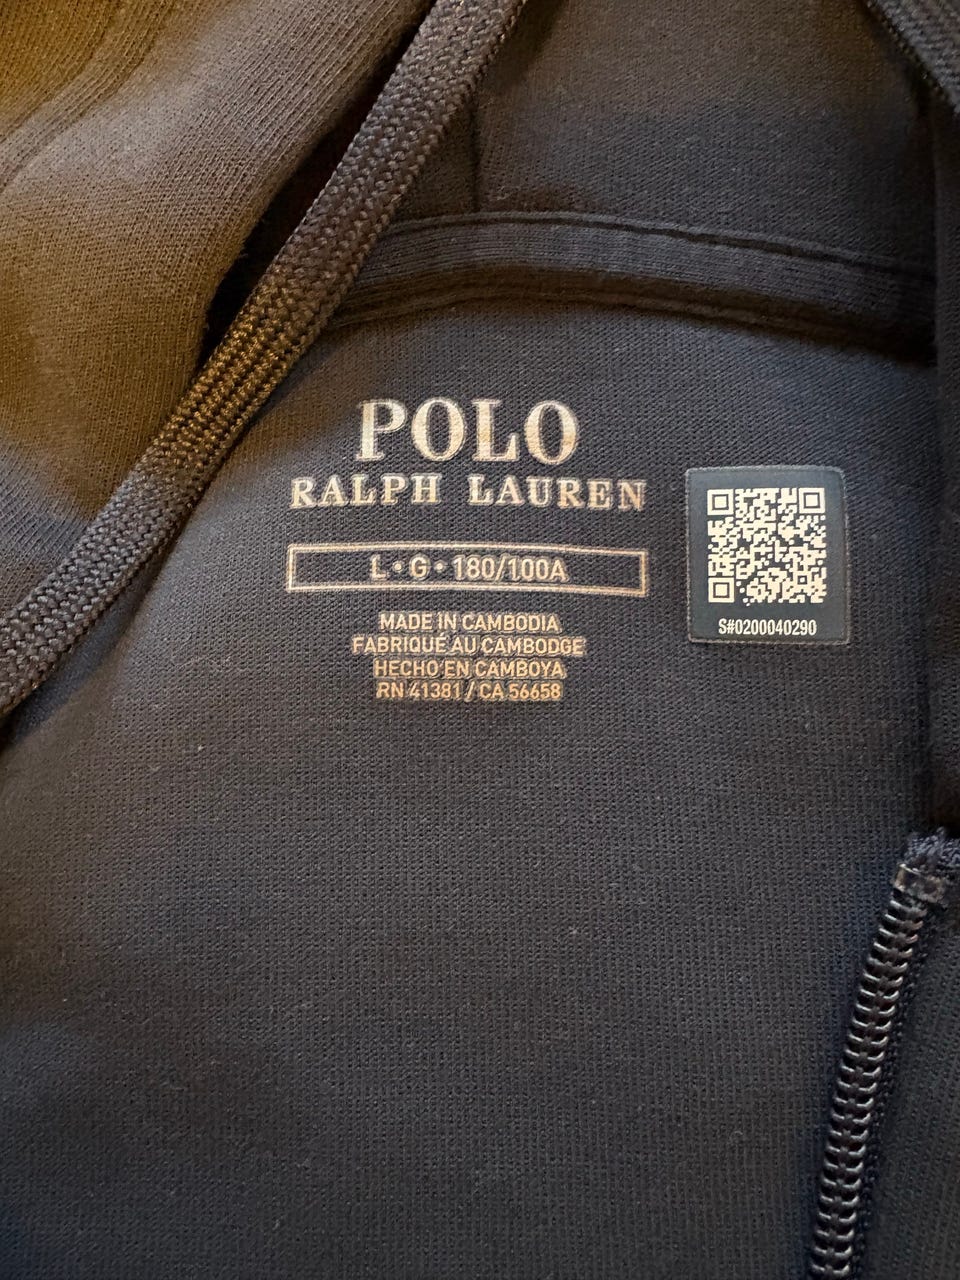 POLO
RALPH LAUREN
L•G•180/100A
MADE IN CAMBODIA
FABRIQUÉ AU CAMBODGE
HECHO EN CAMBOYA
RN 41381 / CA 56658
S#0200040290